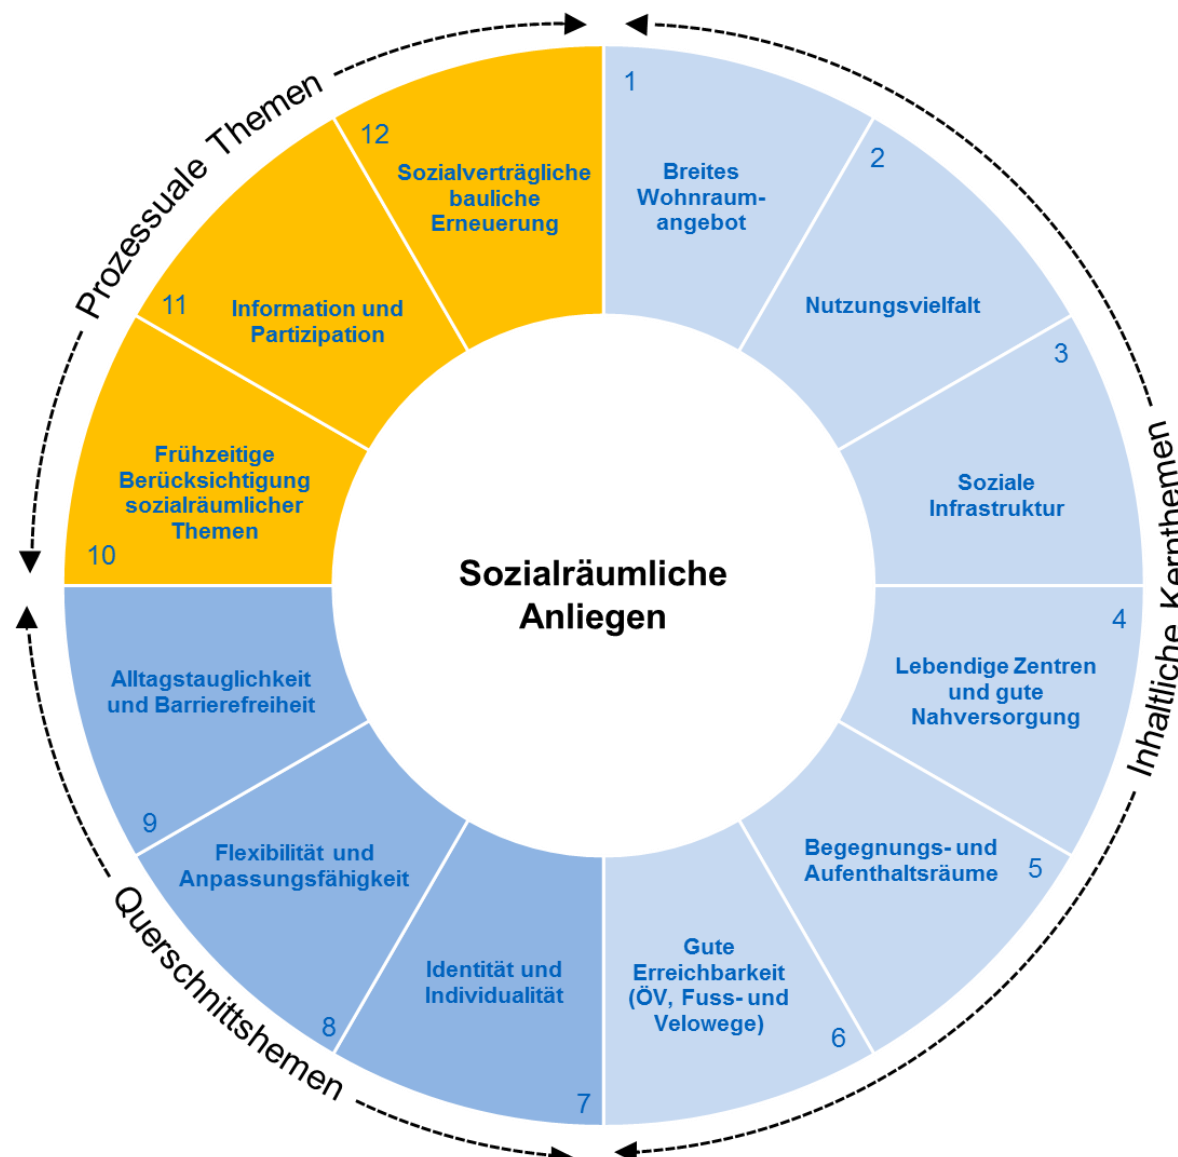 Sozialräumliche
Anliegen
Inhaltliche Kernthemen
1
Breites
Wohnraum-
angebot
2
Nutzungsvielfalt
3
Soziale
Infrastruktur
4
Lebendige Zentren
und gute
Nahversorgung
5
Begegnungs- und
Aufenthaltsräume
6
Gute
Erreichbarkeit
(ÖV, Fuss- und
Velowege)
Querschnittsthemen
7
Identität und
Individualität
8
Flexibilität und
Anpassungsfähigkeit
9
Alltagstauglichkeit
und Barrierefreiheit
Prozessuale Themen
10
Frühzeitige
Berücksichtigung
sozialräumlicher
Themen
11
Information und
Partizipation
12
Sozialverträgliche
bauliche
Erneuerung